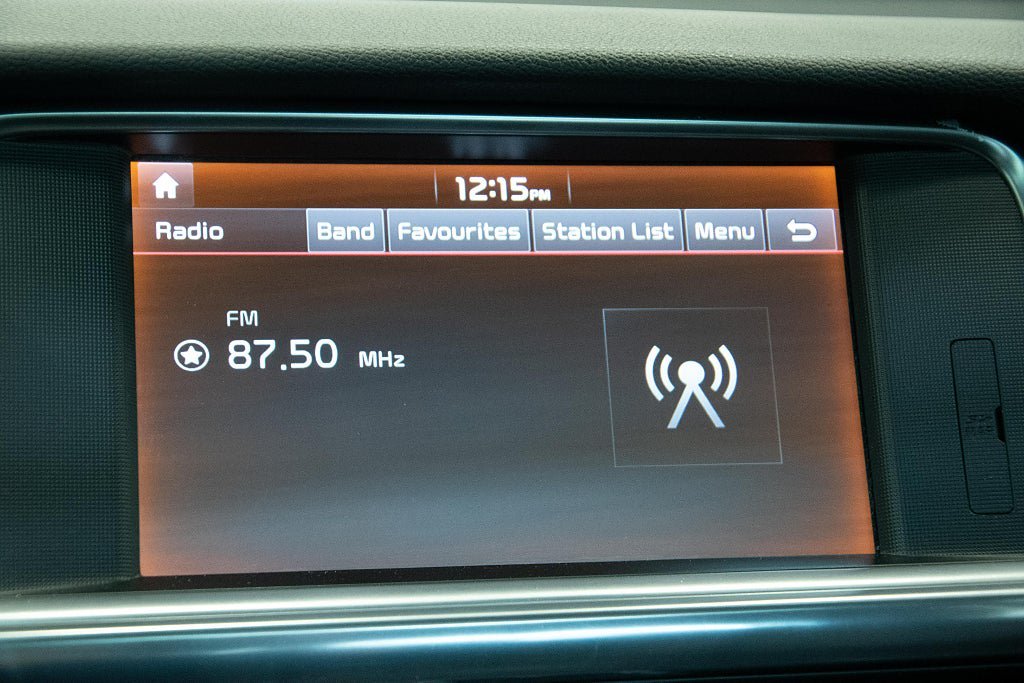 12:15PM
Radio Band Favourites Station List Menu
FM
87.50 MHz